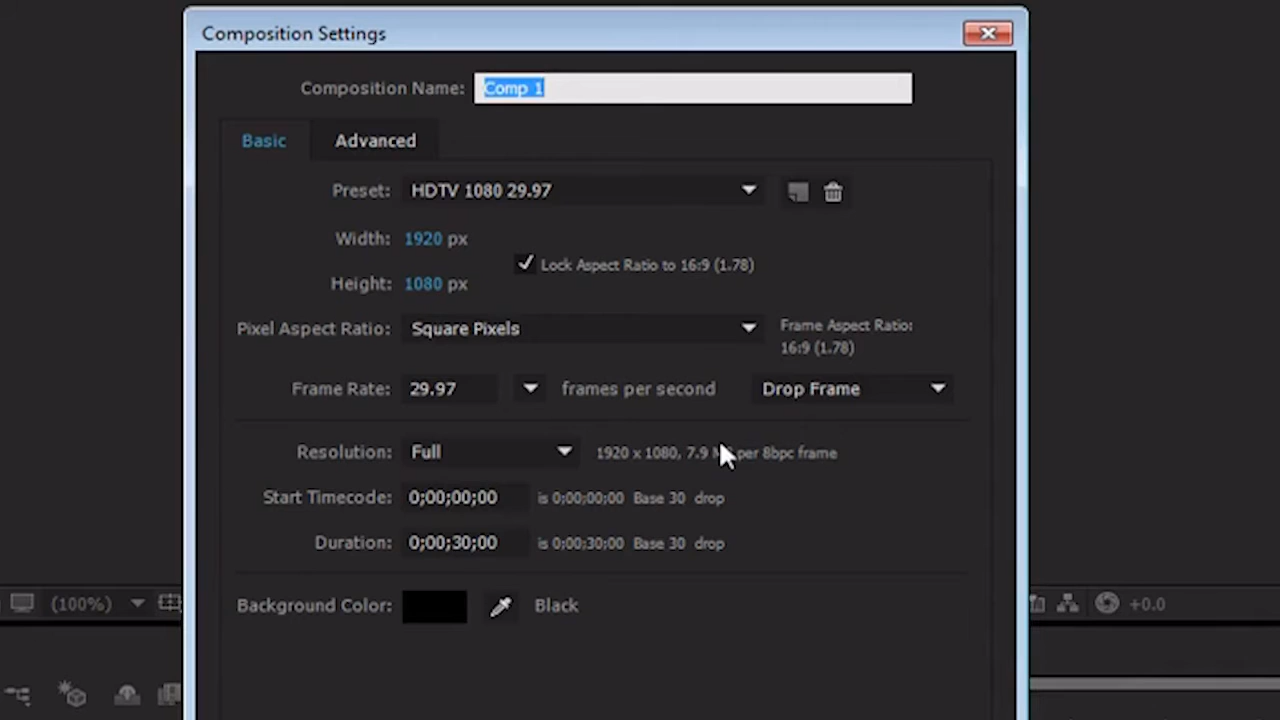 Composition Settings
Composition Name: Comp 1
Basic Advanced
Preset: HDTV 1080 29.97
Width: 1920 px
Lock Aspect Ratio to 16:9 (1.78)
Height: 1080 px
Pixel Aspect Ratio: Square Pixels
Frame Aspect Ratio:
16:9 (1.78)
Frame Rate: 29.97 frames per second Drop Frame
Resolution: Full 1920 x 1080, 7.9 per 8bpc frame
Start Timecode: 0;00;00;00 is 0;00;00;00 Base 30 drop
Duration: 0;00;30;00 is 0;00;30;00 Base 30 drop
Background Color: Black
(100%) +0.0